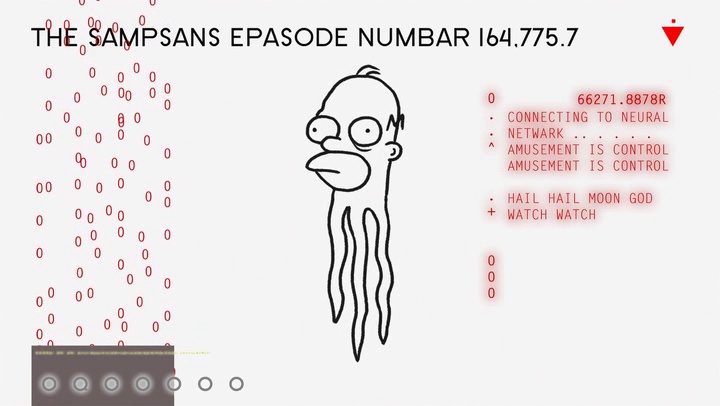 THE SAMPSANS EPASODE NUMBAR 164,775.7
0 66271.8878R
. CONNECTING TO NEURAL
. NETWARK .. . . . .
^ AMUSEMENT IS CONTROL
AMUSEMENT IS CONTROL
. HAIL HAIL MOON GOD
+ WATCH WATCH
0
0
0